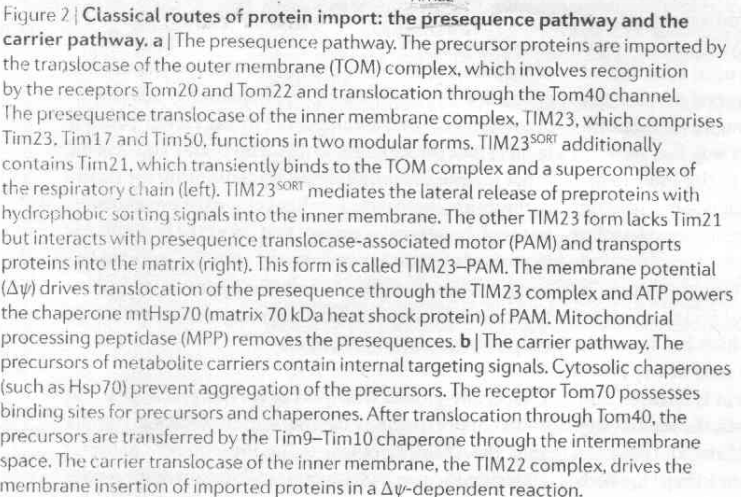 Figure 2 | Classical routes of protein import: the presequence pathway and the
carrier pathway. a | The presequence pathway. The precursor proteins are imported by
the translocase of the outer membrane (TOM) complex, which involves recognition
by the receptors Tom20 and Tom22 and translocation through the Tom40 channel.
The presequence translocase of the inner membrane complex, TIM23, which comprises
Tim23, Tim17 and Tim50, functions in two modular forms. TIM23SORT additionally
contains Tim21, which transiently binds to the TOM complex and a supercomplex of
the respiratory chain (left). TIM23SORT mediates the lateral release of preproteins with
hydrophobic sorting signals into the inner membrane. The other TIM23 form lacks Tim21
but interacts with presequence translocase-associated motor (PAM) and transports
proteins into the matrix (right). This form is called TIM23–PAM. The membrane potential
(Δψ) drives translocation of the presequence through the TIM23 complex and ATP powers
the chaperone mtHsp70 (matrix 70 kDa heat shock protein) of PAM. Mitochondrial
processing peptidase (MPP) removes the presequences. b | The carrier pathway. The
precursors of metabolite carriers contain internal targeting signals. Cytosolic chaperones
(such as Hsp70) prevent aggregation of the precursors. The receptor Tom70 possesses
binding sites for precursors and chaperones. After translocation through Tom40, the
precursors are transferred by the Tim9–Tim10 chaperone through the intermembrane
space. The carrier translocase of the inner membrane, the TIM22 complex, drives the
membrane insertion of imported proteins in a Δψ-dependent reaction.